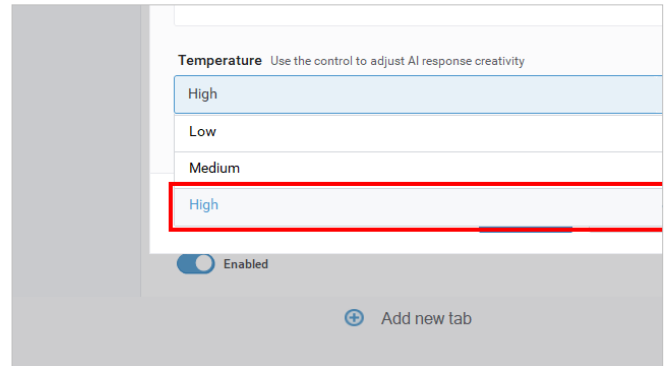 Temperature Use the control to adjust AI response creativity
High
Low
Medium
High
Enabled
Add new tab